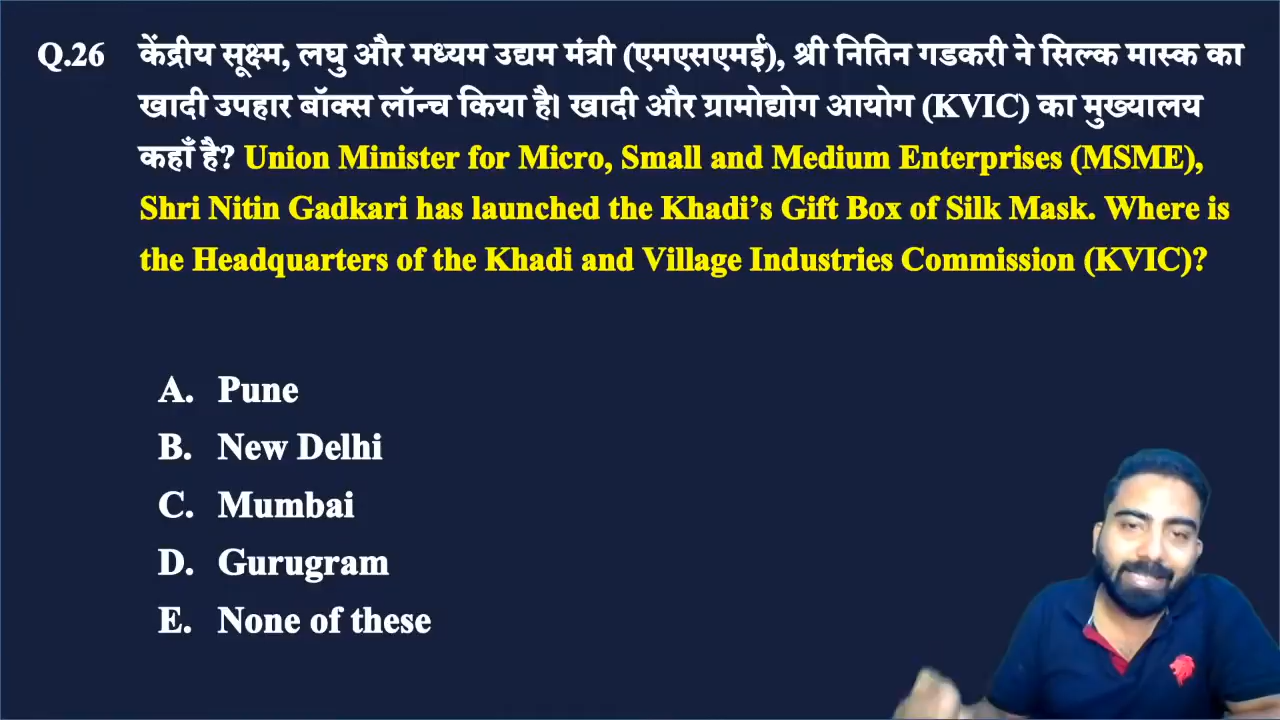 Q.26 केंद्रीय सूक्ष्म, लघु और मध्यम उद्यम मंत्री (एमएसएमई), श्री नितिन गडकरी ने सिल्क मास्क का
खादी उपहार बॉक्स लॉन्च किया है। खादी और ग्रामोद्योग आयोग (KVIC) का मुख्यालय
कहाँ है? Union Minister for Micro, Small and Medium Enterprises (MSME),
Shri Nitin Gadkari has launched the Khadi’s Gift Box of Silk Mask. Where is
the Headquarters of the Khadi and Village Industries Commission (KVIC)?
A. Pune
B. New Delhi
C. Mumbai
D. Gurugram
E. None of these